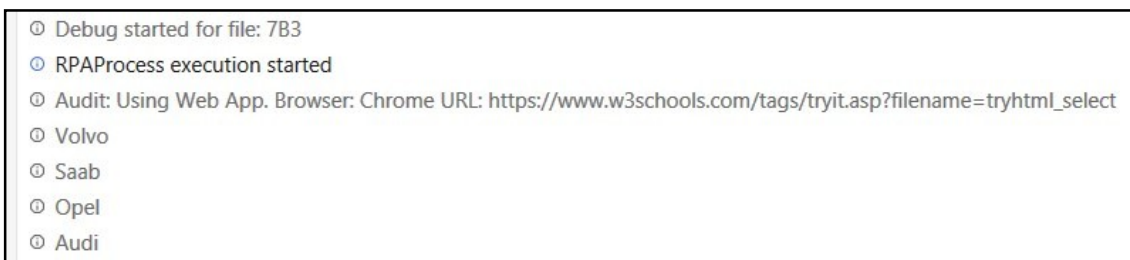 Debug started for file: 7B3
RPAProcess execution started
Audit: Using Web App. Browser: Chrome URL: https://www.w3schools.com/tags/tryit.asp?filename=tryhtml_select
Volvo
Saab
Opel
Audi